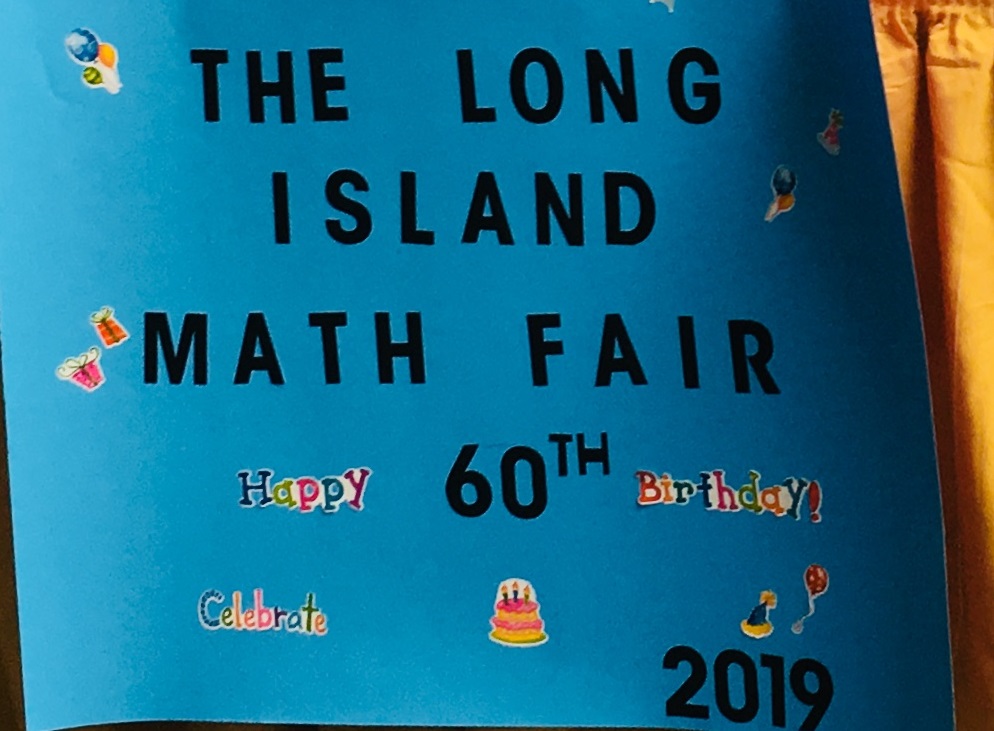 THE LONG
ISLAND
MATH FAIR
Happy 60TH Birthday!
Celebrate
2019